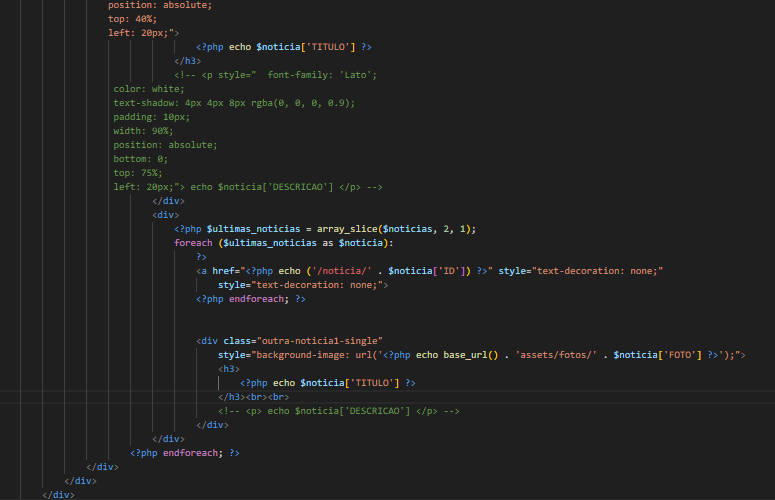 position: absolute;
top: 40%;
left: 20px;">
<?php echo $noticia['TITULO'] ?>
</h3>
<!-- <p style="  font-family: 'Lato';
color: white;
text-shadow: 4px 4px 8px rgba(0, 0, 0, 0.9);
padding: 10px;
width: 90%;
position: absolute;
bottom: 0;
top: 75%;
left: 20px;"> echo $noticia['DESCRICAO'] </p> -->
</div>
<div>
<?php $ultimas_noticias = array_slice($noticias, 2, 1);
foreach ($ultimas_noticias as $noticia):
?>
<a href="<?php echo ('/noticia/' . $noticia['ID']) ?>" style="text-decoration: none;"
style="text-decoration: none;">
<?php endforeach; ?>
<div class="outra-noticia1-single"
style="background-image: url('<?php echo base_url() . 'assets/fotos/' . $noticia['FOTO'] ?>');">
<h3>
<?php echo $noticia['TITULO'] ?>
</h3><br><br>
<!-- <p> echo $noticia['DESCRICAO'] </p> -->
</div>
</div>
<?php endforeach; ?>
</div>
</div>
</div>